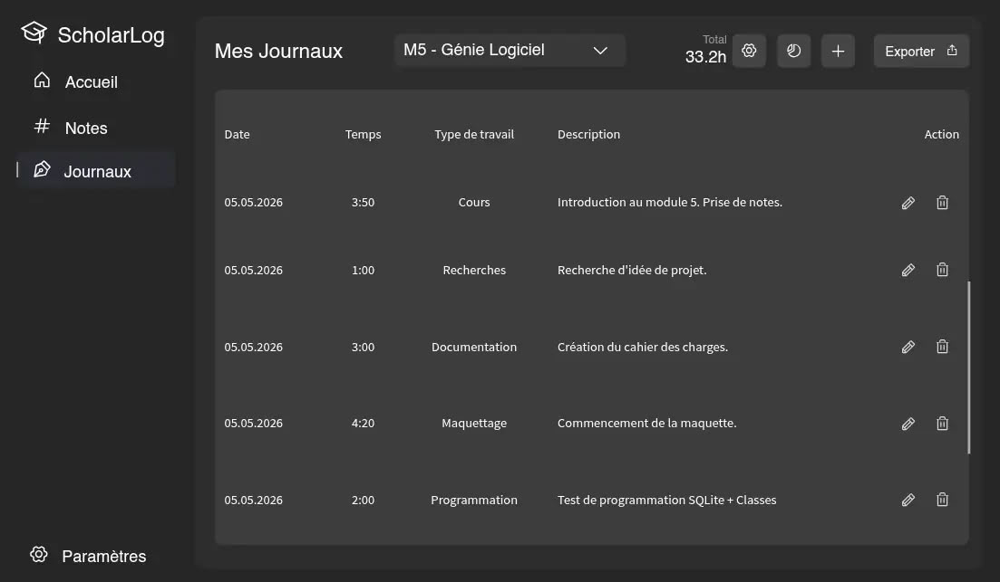 ScholarLog
Accueil
Notes
Journaux
Paramètres
Mes Journaux
M5 - Génie Logiciel
Total
33.2h
Exporter
Date Temps Type de travail Description Action
05.05.2026 3:50 Cours Introduction au module 5. Prise de notes.
05.05.2026 1:00 Recherches Recherche d'idée de projet.
05.05.2026 3:00 Documentation Création du cahier des charges.
05.05.2026 4:20 Maquettage Commencement de la maquette.
05.05.2026 2:00 Programmation Test de programmation SQLite + Classes